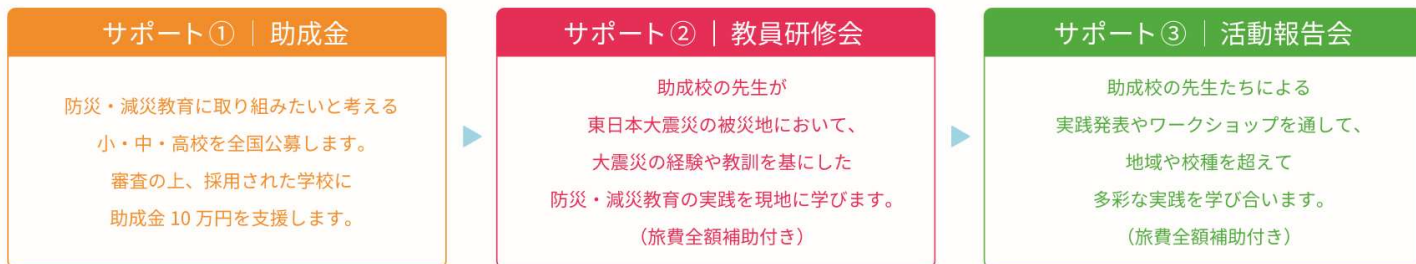 サポート①｜助成金
防災・減災教育に取り組みたいと考える
小・中・高校を全国公募します。
審査の上、採用された学校に
助成金 10 万円を支援します。
サポート②｜教員研修会
助成校の先生が
東日本大震災の被災地において、
大震災の経験や教訓を基にした
防災・減災教育の実践を現地に学びます。
（旅費全額補助付き）
サポート③｜活動報告会
助成校の先生たちによる
実践発表やワークショップを通して、
地域や校種を超えて
多彩な実践を学び合います。
（旅費全額補助付き）